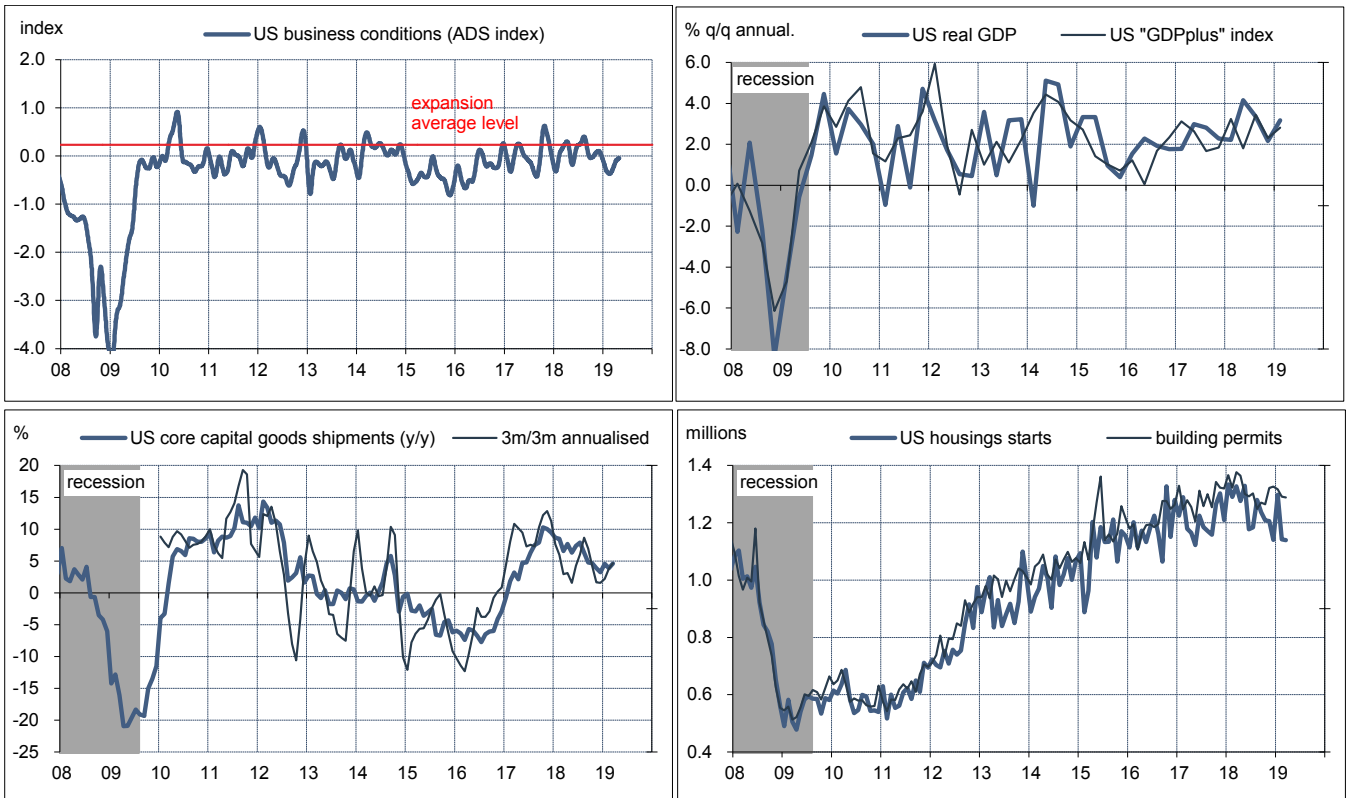 index
US business conditions (ADS index)
2.0
1.0
0.0
-1.0
-2.0
-3.0
-4.0
expansion
average level
08 09 10 11 12 13 14 15 16 17 18 19
% q/q annual.
US real GDP
US "GDPplus" index
6.0
4.0
2.0
0.0
-2.0
-4.0
-6.0
-8.0
recession
08 09 10 11 12 13 14 15 16 17 18 19
%
US core capital goods shipments (y/y)
3m/3m annualised
20
15
10
5
0
-5
-10
-15
-20
-25
recession
08 09 10 11 12 13 14 15 16 17 18 19
millions
US housings starts
building permits
1.4
1.2
1.0
0.8
0.6
0.4
recession
08 09 10 11 12 13 14 15 16 17 18 19